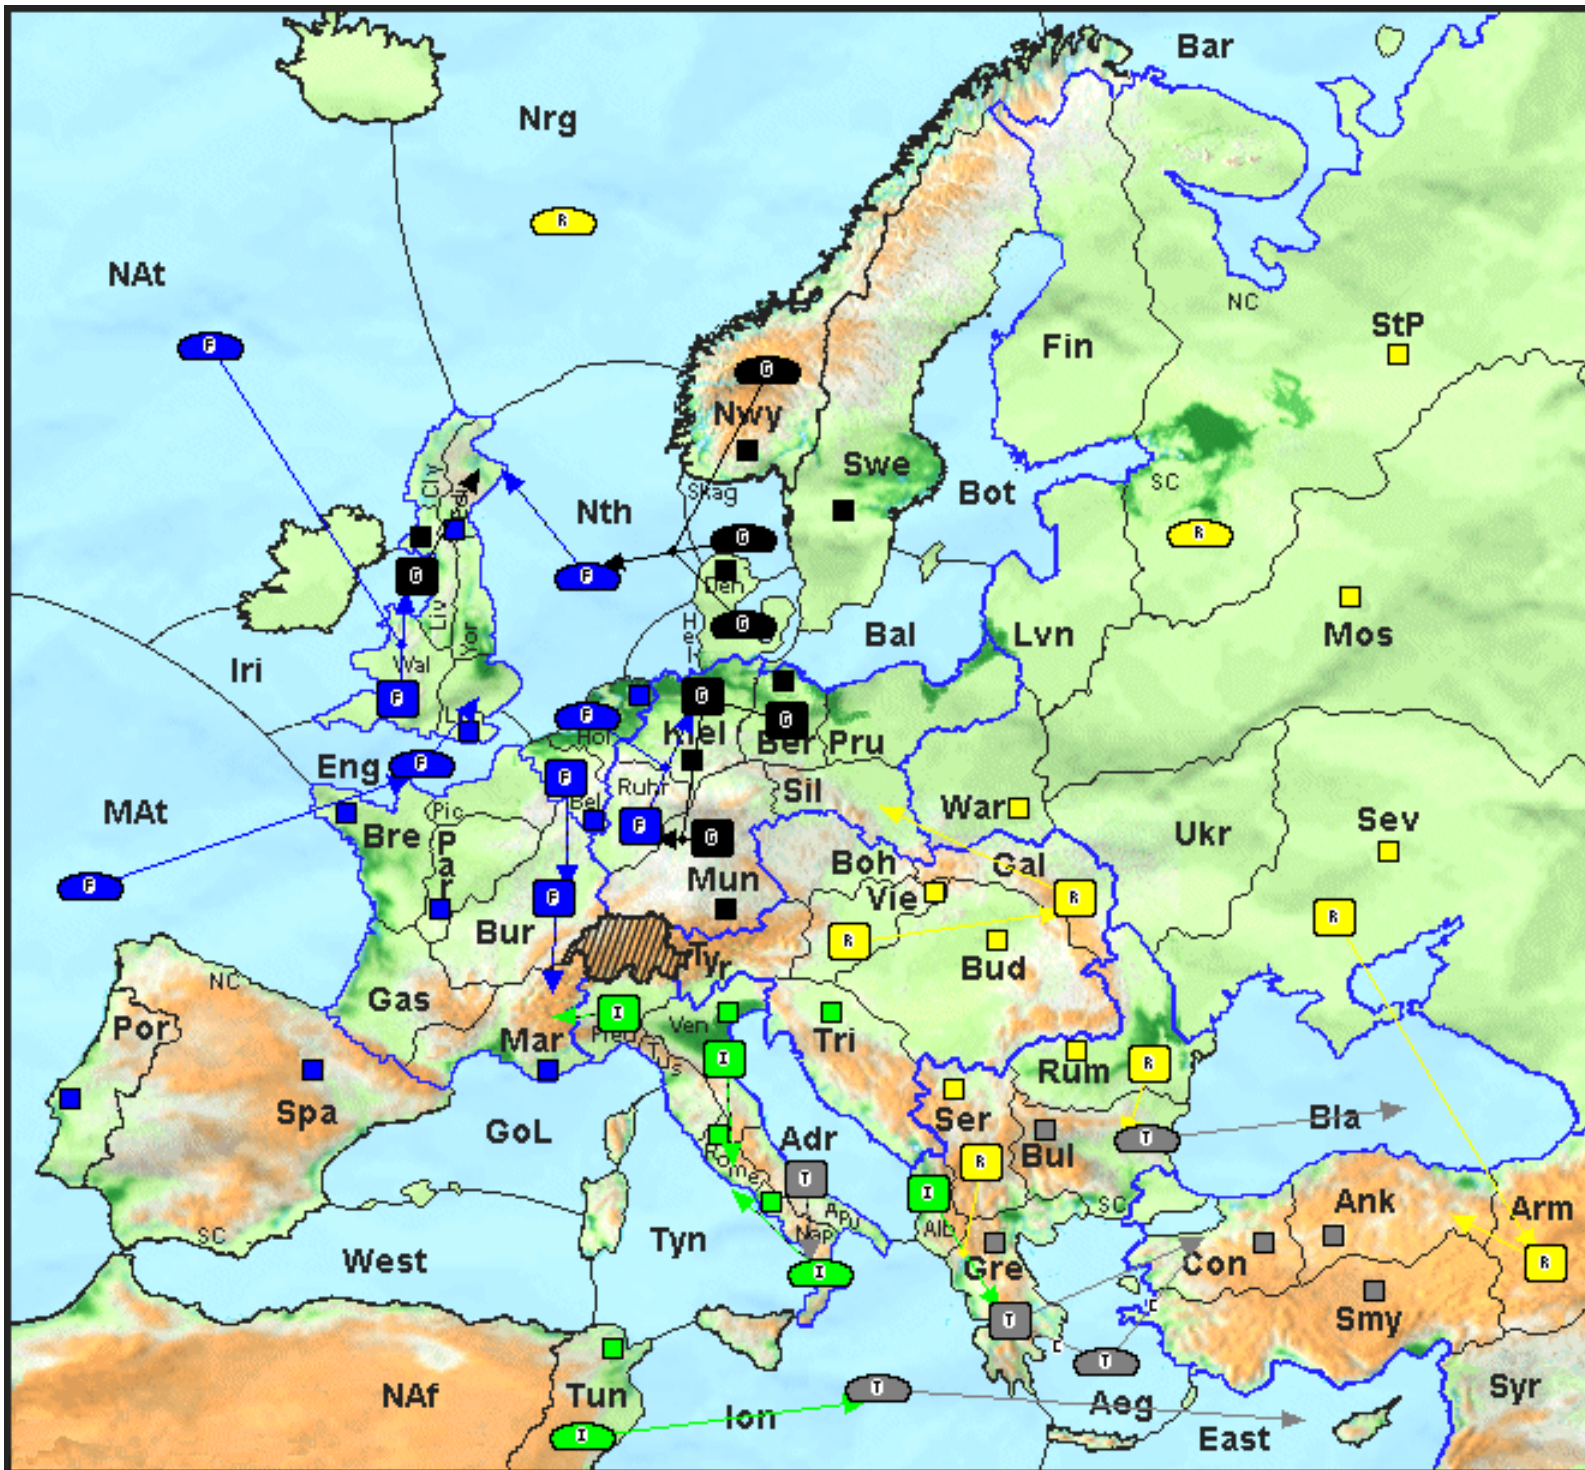 Bar
Nrg
R
NAt
NC
StP
F
Fin
G
Nwy
Swe
Cly
SC
Skag
Bot
Nth
R
G
F
G
Den
Mos
Liv
G
Hel
Bal
Lvn
Iri
Wal
Yor
F
G
F
G
Hol
Kiel
Ber
Pru
Eng
F
F
Ruhr
Sil
War
MAt
Pic
Bel
Sev
Bre
F
G
Ukr
Par
Boh
Gal
Mun
Vie
F
F
R
R
Bur
R
Tyr
Bud
NC
Gas
Por
I
Ven
Pied
Mar
Tri
Tus
I
R
Rum
Spa
Ser
Bla
GoL
Adr
T
Bul
Rome
R
T
I
Ank
Arm
SC
Apu
SC
Alb
Nap
Tyn
West
Con
Gre
R
I
C
T
Smy
C
T
T
NAf
Tun
Syr
Ion
Aeg
I
East